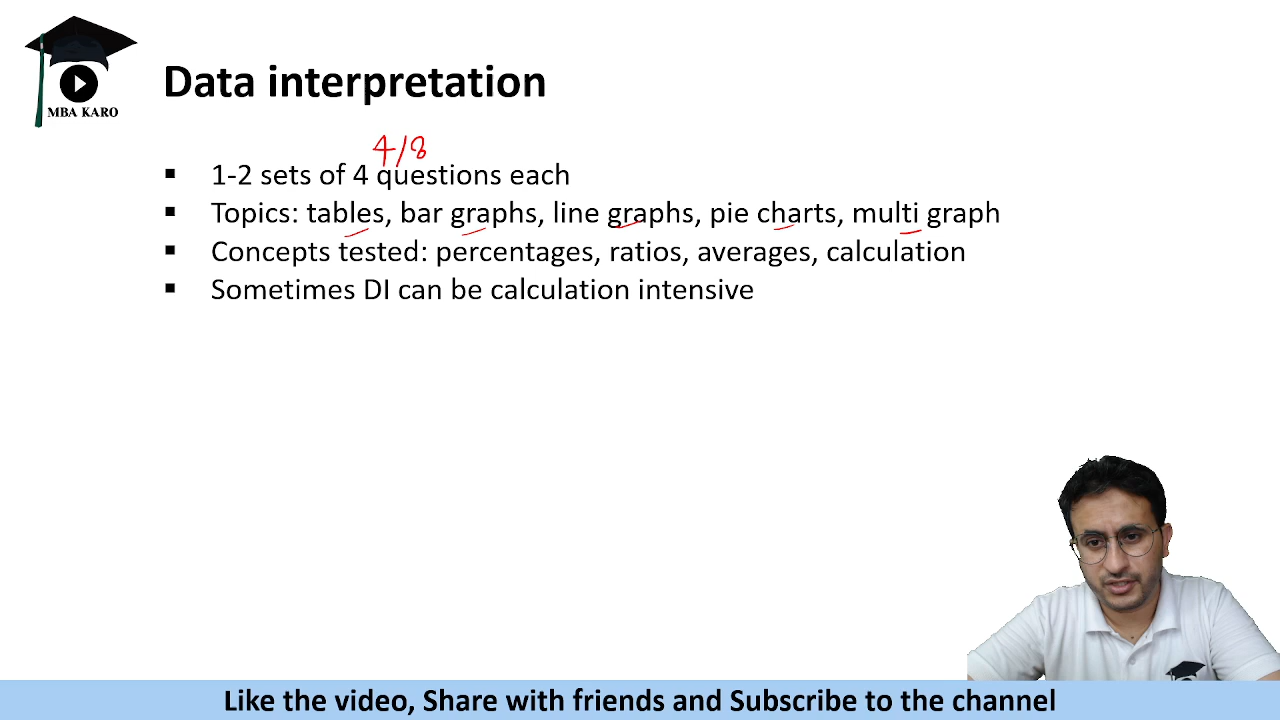 MBA KARO
Data interpretation
4/8
1-2 sets of 4 questions each
Topics: tables, bar graphs, line graphs, pie charts, multi graph
Concepts tested: percentages, ratios, averages, calculation
Sometimes DI can be calculation intensive
Like the video, Share with friends and Subscribe to the channel